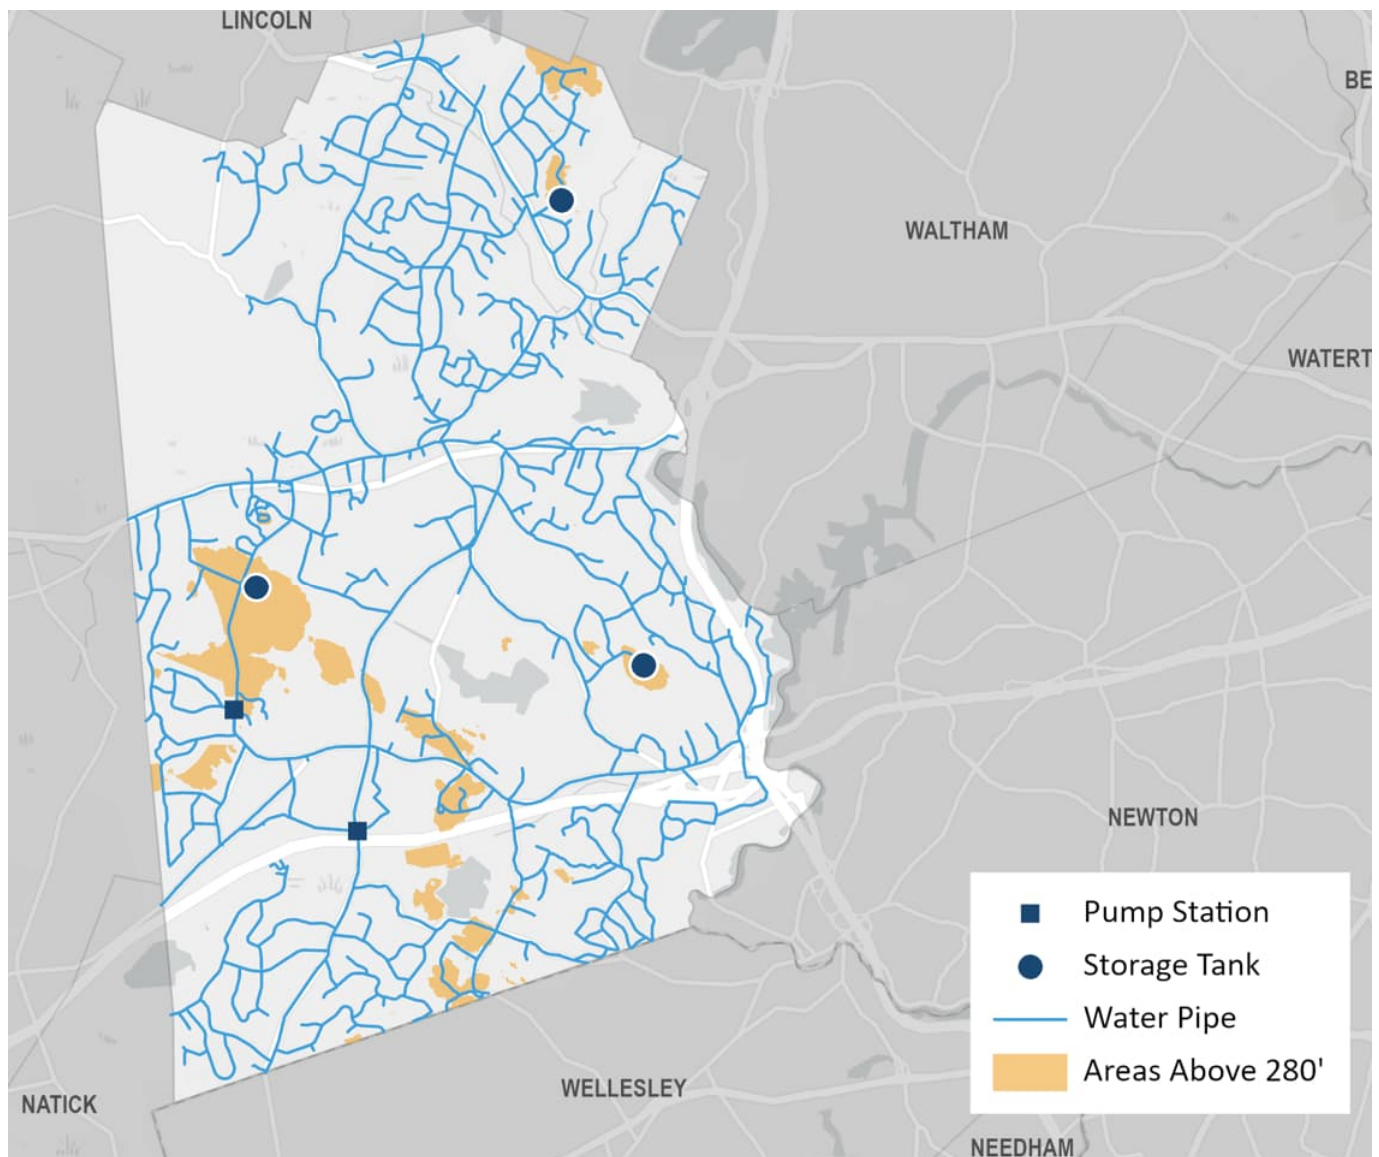 LINCOLN
BE
WALTHAM
WATERT
NEWTON
Pump Station
Storage Tank
Water Pipe
Areas Above 280'
WELLESLEY
NATICK
NEEDHAM